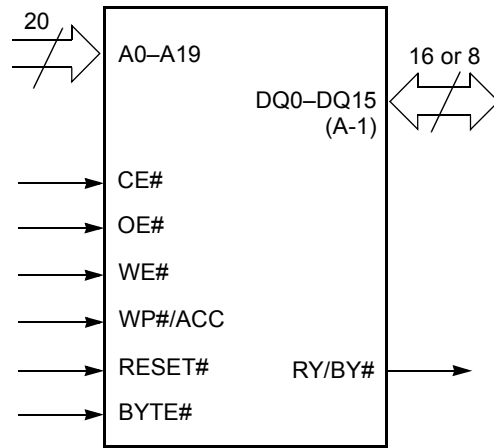 20
A0–A19
16 or 8
DQ0–DQ15
(A-1)
CE#
OE#
WE#
WP#/ACC
RESET#
RY/BY#
BYTE#